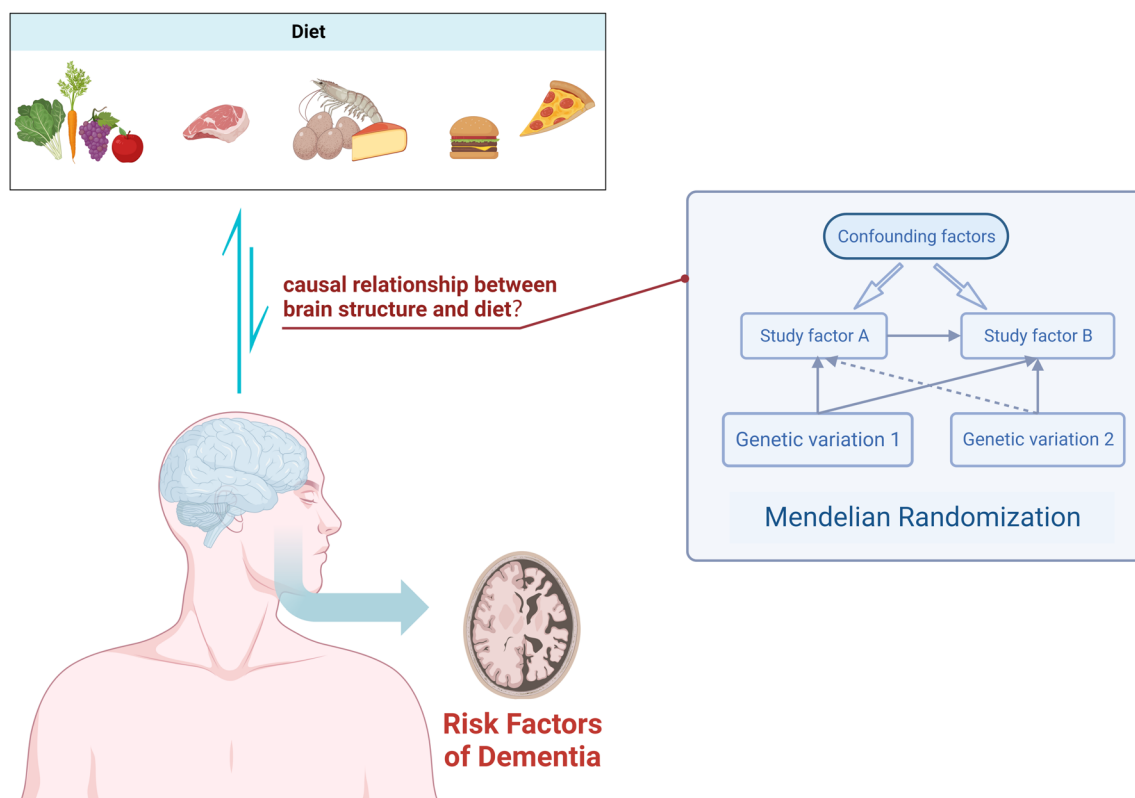 Diet
causal relationship between
brain structure and diet?
Confounding factors
Study factor A
Study factor B
Genetic variation 1
Genetic variation 2
Mendelian Randomization
Risk Factors
of Dementia